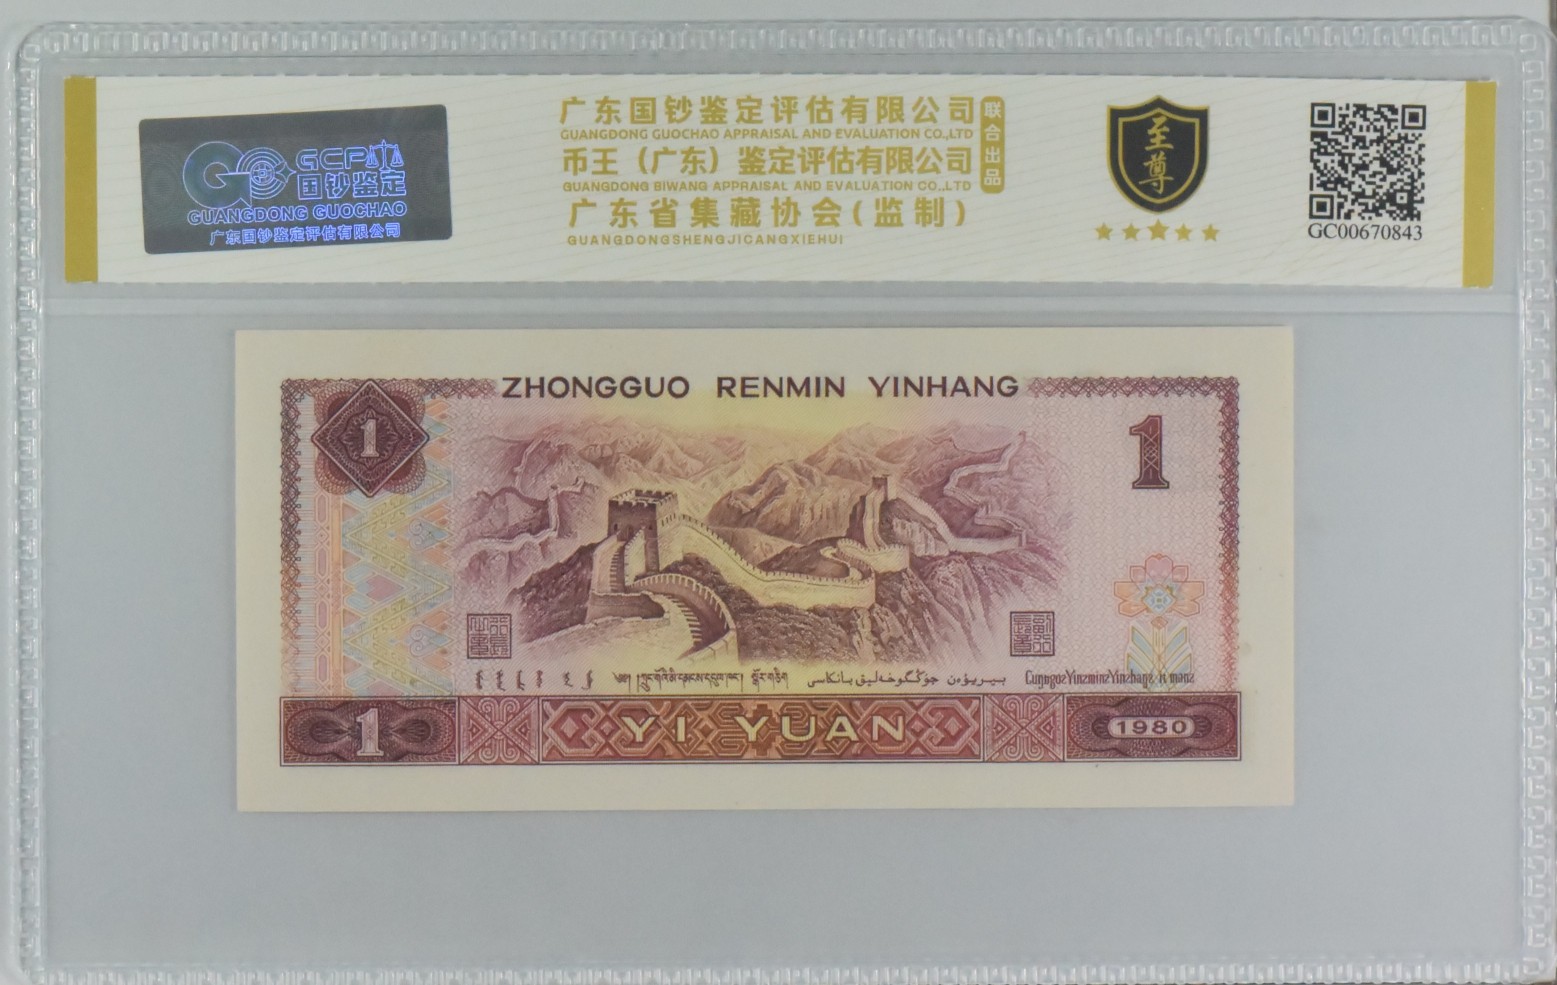 GCP
国钞鉴定
GUANGDONG GUOCHAO
广东国钞鉴定评估有限公司
广东国钞鉴定评估有限公司
GUANGDONG GUOCHAO APPRAISAL AND EVALUATION CO.,LTD
币王（广东）鉴定评估有限公司
GUANGDONG BIWANG APPRAISAL AND EVALUATION CO.,LTD
广东省集藏协会(监制)
GUANGDONGSHENGJICANGXIEHUI
联合出品
至尊
GC00670843
ZHONGGUO RENMIN YINHANG
1
1
YI YUAN
1
1980